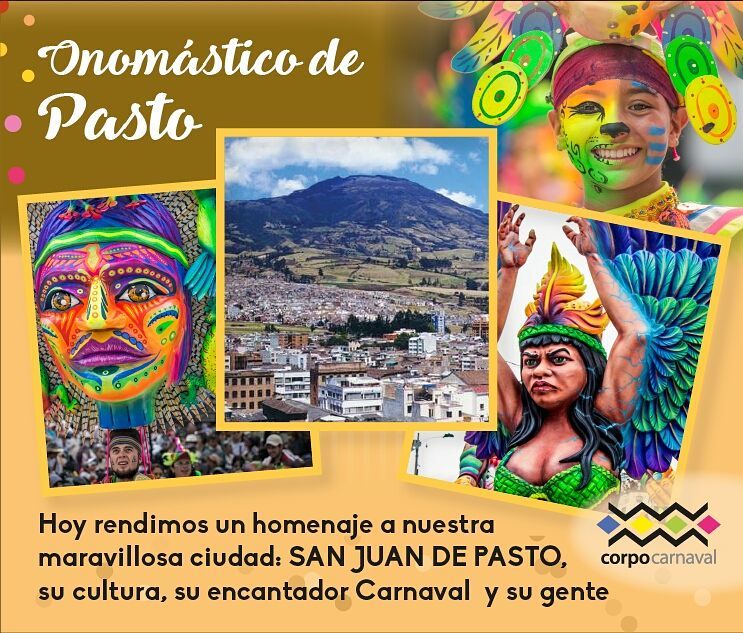 Onomástico de
Pasto
Hoy rendimos un homenaje a nuestra
maravillosa ciudad: SAN JUAN DE PASTO,
su cultura, su encantador Carnaval y su gente
corpocarnaval